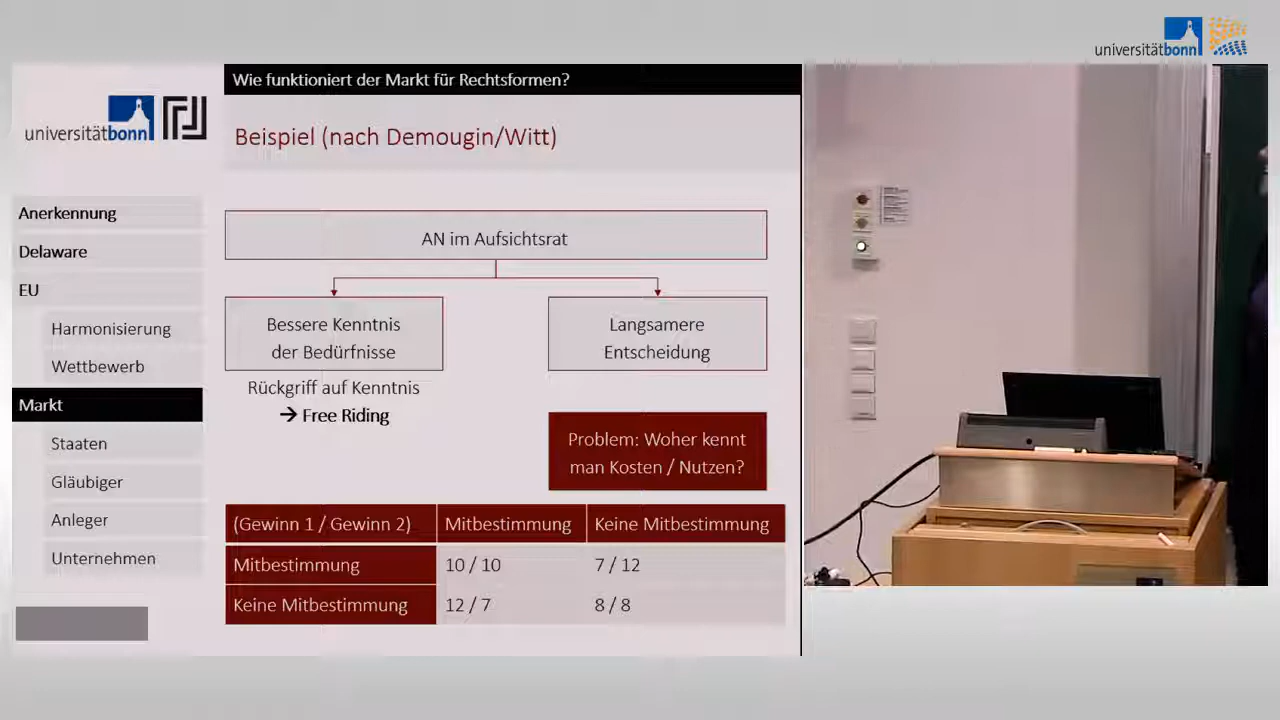 universitätbonn
Wie funktioniert der Markt für Rechtsformen?
universitätbonn
Beispiel (nach Demougin/Witt)
Anerkennung
Delaware
EU
Harmonisierung
Wettbewerb
Markt
Staaten
Gläubiger
Anleger
Unternehmen
AN im Aufsichtsrat
Bessere Kenntnis
der Bedürfnisse
Langsamere
Entscheidung
Rückgriff auf Kenntnis
→ Free Riding
Problem: Woher kennt
man Kosten / Nutzen?
(Gewinn 1 / Gewinn 2) Mitbestimmung Keine Mitbestimmung
Mitbestimmung 10 / 10 7 / 12
Keine Mitbestimmung 12 / 7 8 / 8